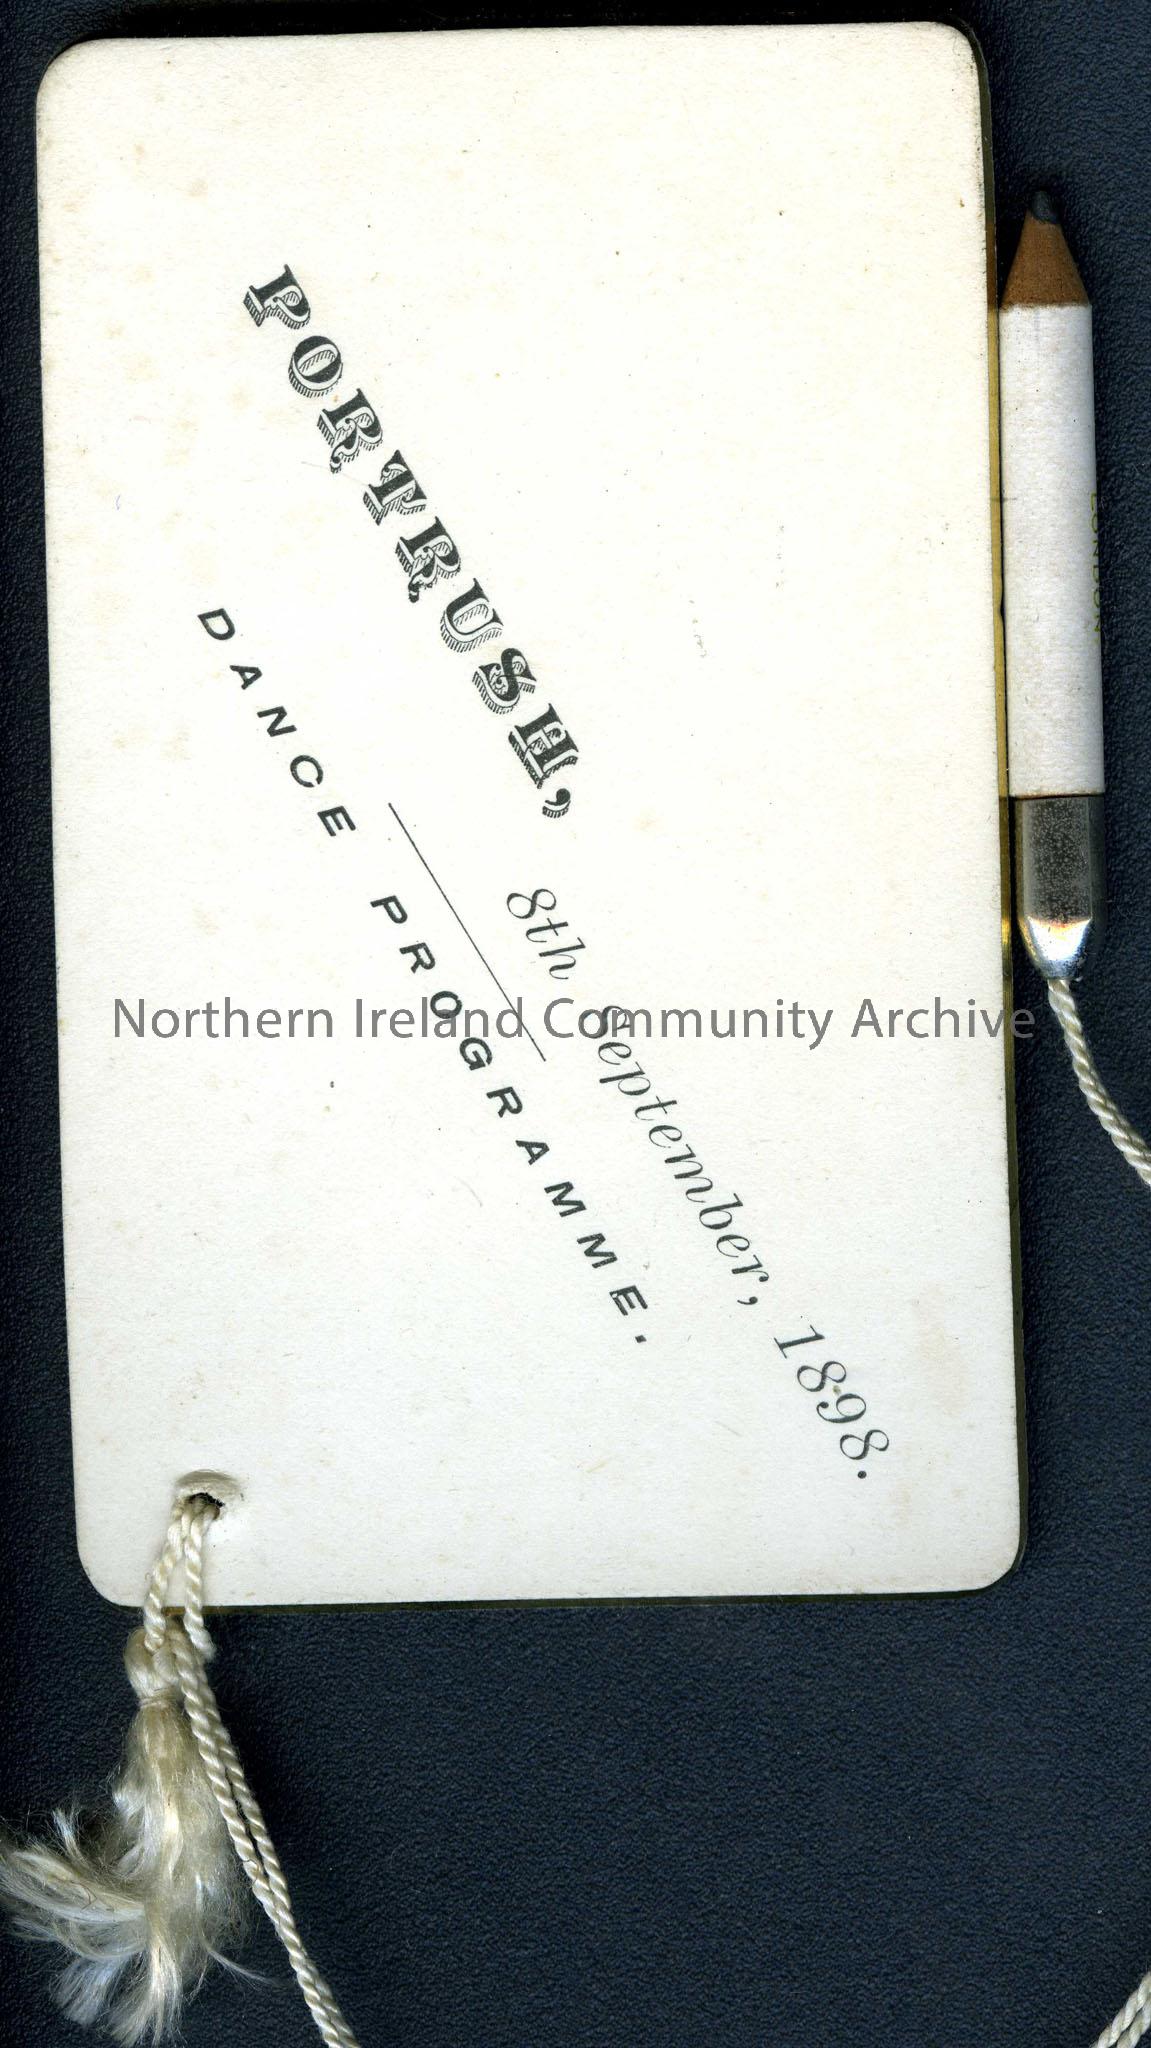 PORTRUSH,
8th September, 1898.
DANCE PROGRAMME.
LONDON
Northern Ireland Community Archive